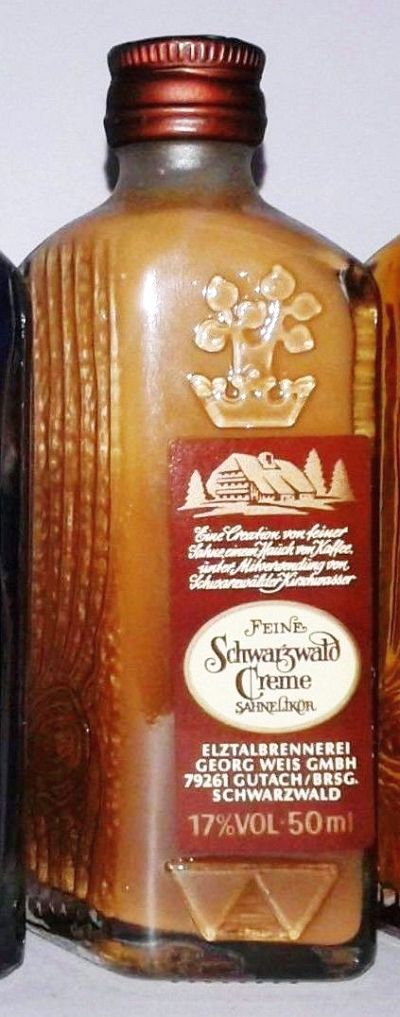 Eine Creation von feiner
Sahne, einem Hauch von Kaffee,
unter Mitverwendung von
Schwarzwälder Kirschwasser
FEINE
Schwarzwald
Creme
SAHNELIKÖR
ELZTALBRENNEREI
GEORG WEIS GMBH
79261 GUTACH/BRSG.
SCHWARZWALD
17%VOL·50ml